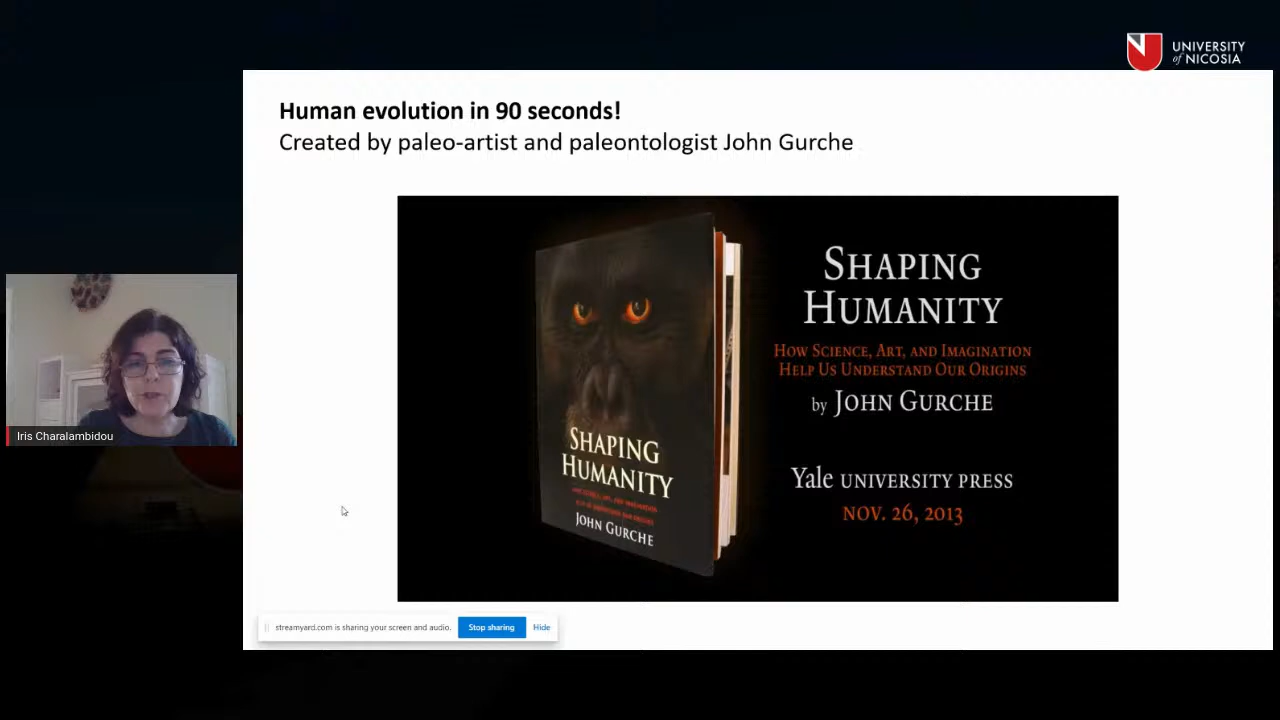 UNIVERSITY
of NICOSIA
Human evolution in 90 seconds!
Created by paleo-artist and paleontologist John Gurche
SHAPING
HUMANITY
HOW SCIENCE, ART, AND IMAGINATION
HELP US UNDERSTAND OUR ORIGINS
by JOHN GURCHE
Yale UNIVERSITY PRESS
NOV. 26, 2013
SHAPING
HUMANITY
JOHN GURCHE
Iris Charalambidou
streamyard.com is sharing your screen and audio.
Stop sharing
Hide